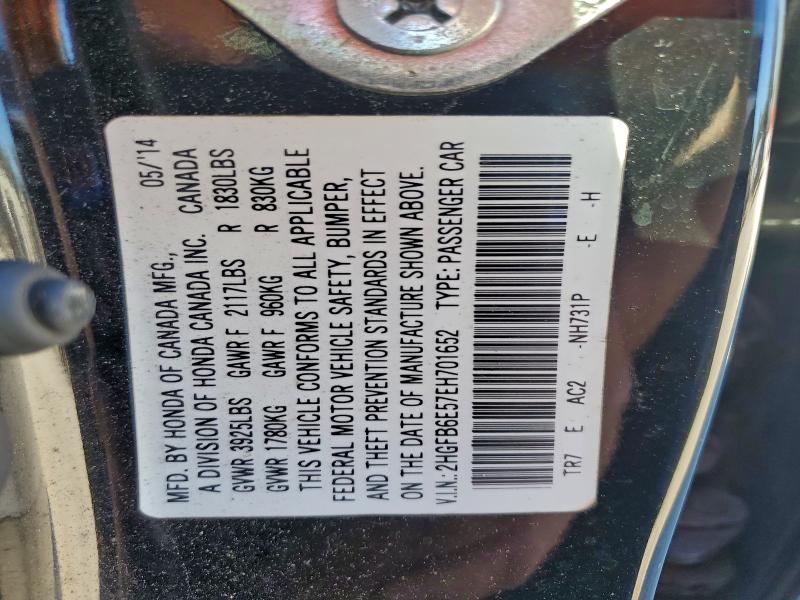 MFD. BY HONDA OF CANADA MFG., 05/'14
A DIVISION OF HONDA CANADA INC. CANADA
GVWR 3925LBS GAWR F 2117LBS R 1830LBS
GVWR 1780KG GAWR F 960KG R 830KG
THIS VEHICLE CONFORMS TO ALL APPLICABLE
FEDERAL MOTOR VEHICLE SAFETY, BUMPER,
AND THEFT PREVENTION STANDARDS IN EFFECT
ON THE DATE OF MANUFACTURE SHOWN ABOVE.
V.I.N.: 2HGFB6E57EH701652 TYPE: PASSENGER CAR
TR7 E AC2 -NH731P -E -H